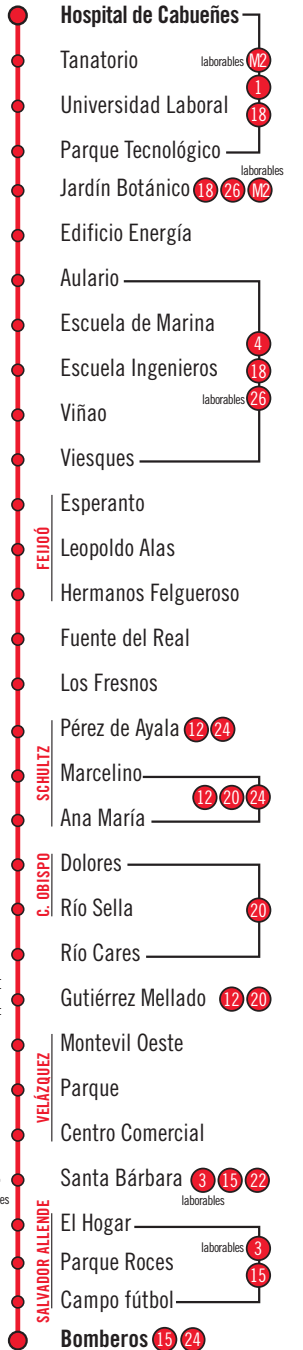 Hospital de Cabueñes
Tanatorio
laborables M2
1
Universidad Laboral
18
Parque Tecnológico
laborables
Jardín Botánico 18 26 M2
Edificio Energía
Aulario
Escuela de Marina
4
Escuela Ingenieros
18
laborables 26
Viñao
Viesques
FEIJOÓ
Esperanto
Leopoldo Alas
Hermanos Felgueroso
Fuente del Real
Los Fresnos
SCHULTZ
Pérez de Ayala 12 24
Marcelino
12 20 24
Ana María
C. OBISPO
Dolores
Río Sella
20
Río Cares
Gutiérrez Mellado 12 20
VELÁZQUEZ
Montevil Oeste
Parque
Centro Comercial
Santa Bárbara 3 15 22
laborables
SALVADOR ALLENDE
El Hogar
laborables 3
Parque Roces
15
Campo fútbol
Bomberos 15 24